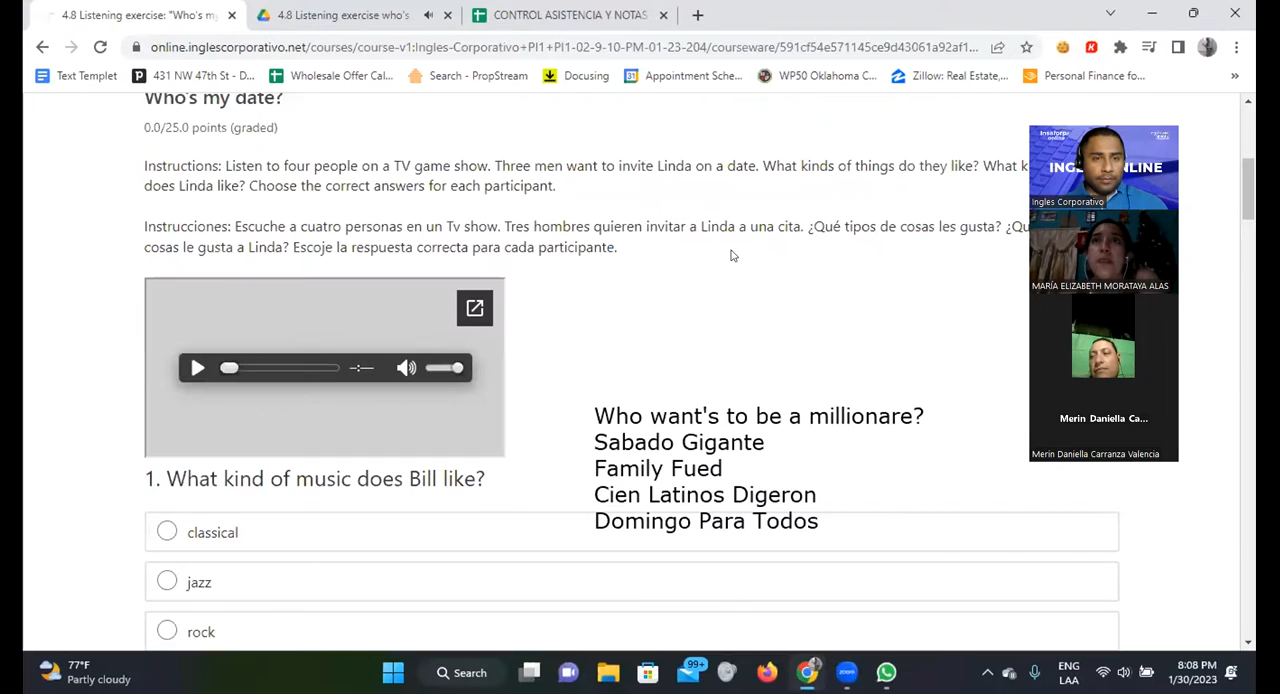 4.8 Listening exercise: "Who's my
4.8 Listening exercise who's
CONTROL ASISTENCIA Y NOTAS
online.inglescorporativo.net/courses/course-v1:Ingles-Corporativo+PI1+PI1-02-9-10-PM-01-23-204/courseware/591cf54e571145ce9d43061a92af1...
Text Templet
431 NW 47th St - D...
Wholesale Offer Cal...
Search - PropStream
Docusing
Appointment Sche...
WP50 Oklahoma C...
Zillow: Real Estate,...
Personal Finance fo...
»
Who's my date?
0.0/25.0 points (graded)
Instructions: Listen to four people on a TV game show. Three men want to invite Linda on a date. What kinds of things do they like? What k
does Linda like? Choose the correct answers for each participant.
Instrucciones: Escuche a cuatro personas en un Tv show. Tres hombres quieren invitar a Linda a una cita. ¿Qué tipos de cosas les gusta? ¿Qu
cosas le gusta a Linda? Escoje la respuesta correcta para cada participante.
-:--
Who want's to be a millionare?
Sabado Gigante
Family Fued
Cien Latinos Digeron
Domingo Para Todos
1. What kind of music does Bill like?
classical
jazz
rock
INGL ONLINE
Ingles Corporativo
MARÍA ELIZABETH MORATAYA ALAS
Merin Daniella Ca...
Merin Daniella Carranza Valencia
77°F
Partly cloudy
Search
99+
zoom
ENG
LAA
8:08 PM
1/30/2023